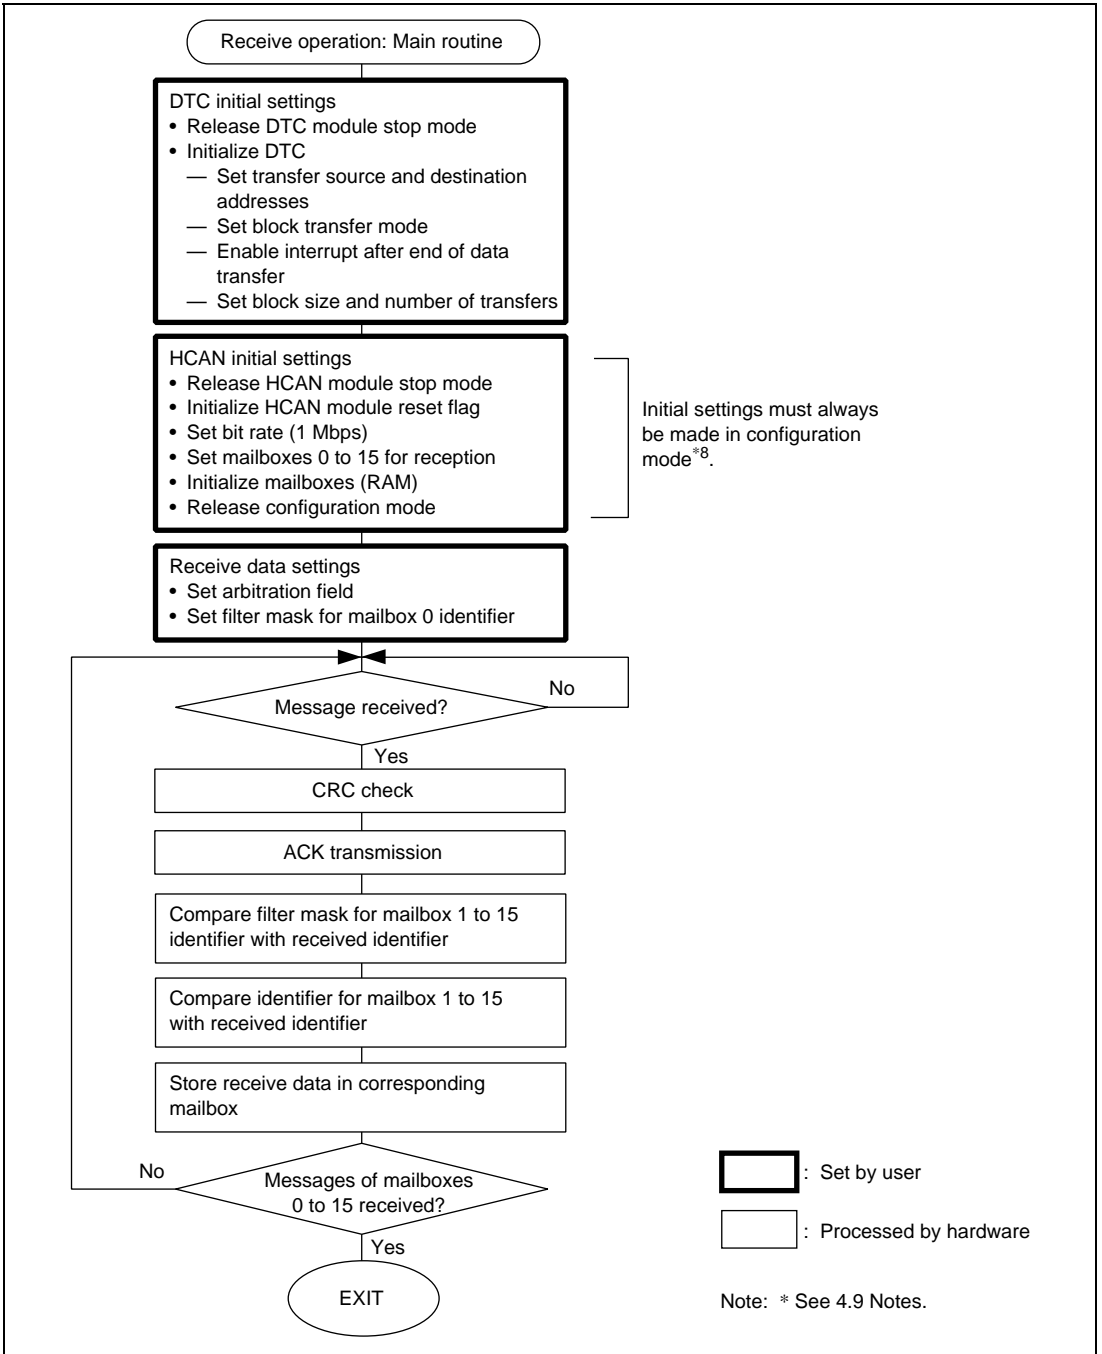 Receive operation: Main routine
DTC initial settings
• Release DTC module stop mode
• Initialize DTC
— Set transfer source and destination
addresses
— Set block transfer mode
— Enable interrupt after end of data
transfer
— Set block size and number of transfers
HCAN initial settings
• Release HCAN module stop mode
• Initialize HCAN module reset flag
• Set bit rate (1 Mbps)
• Set mailboxes 0 to 15 for reception
• Initialize mailboxes (RAM)
• Release configuration mode
Initial settings must always
be made in configuration
mode*8.
Receive data settings
• Set arbitration field
• Set filter mask for mailbox 0 identifier
Message received?
No
Yes
CRC check
ACK transmission
Compare filter mask for mailbox 1 to 15
identifier with received identifier
Compare identifier for mailbox 1 to 15
with received identifier
Store receive data in corresponding
mailbox
No
Messages of mailboxes
0 to 15 received?
Yes
EXIT
: Set by user
: Processed by hardware
Note: * See 4.9 Notes.